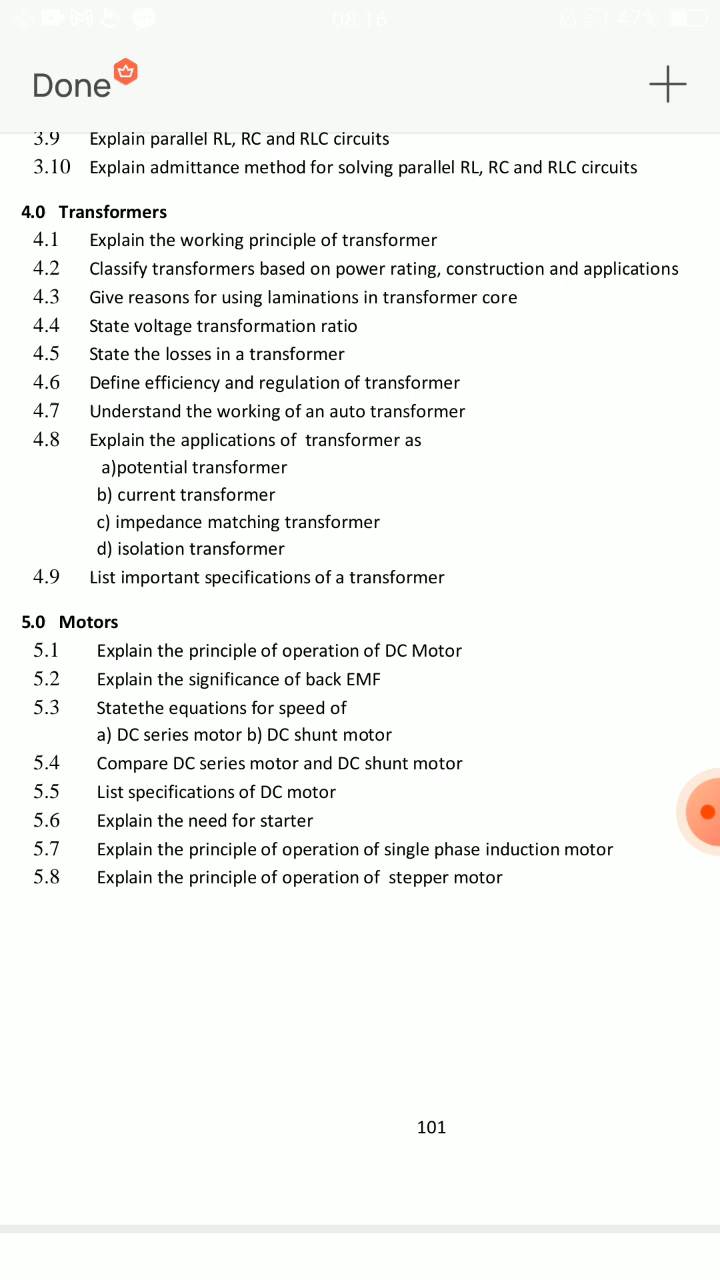 08:16
47%
Done
3.9 Explain parallel RL, RC and RLC circuits
3.10 Explain admittance method for solving parallel RL, RC and RLC circuits
4.0 Transformers
4.1 Explain the working principle of transformer
4.2 Classify transformers based on power rating, construction and applications
4.3 Give reasons for using laminations in transformer core
4.4 State voltage transformation ratio
4.5 State the losses in a transformer
4.6 Define efficiency and regulation of transformer
4.7 Understand the working of an auto transformer
4.8 Explain the applications of transformer as
a)potential transformer
b) current transformer
c) impedance matching transformer
d) isolation transformer
4.9 List important specifications of a transformer
5.0 Motors
5.1 Explain the principle of operation of DC Motor
5.2 Explain the significance of back EMF
5.3 Statethe equations for speed of
a) DC series motor b) DC shunt motor
5.4 Compare DC series motor and DC shunt motor
5.5 List specifications of DC motor
5.6 Explain the need for starter
5.7 Explain the principle of operation of single phase induction motor
5.8 Explain the principle of operation of stepper motor
101